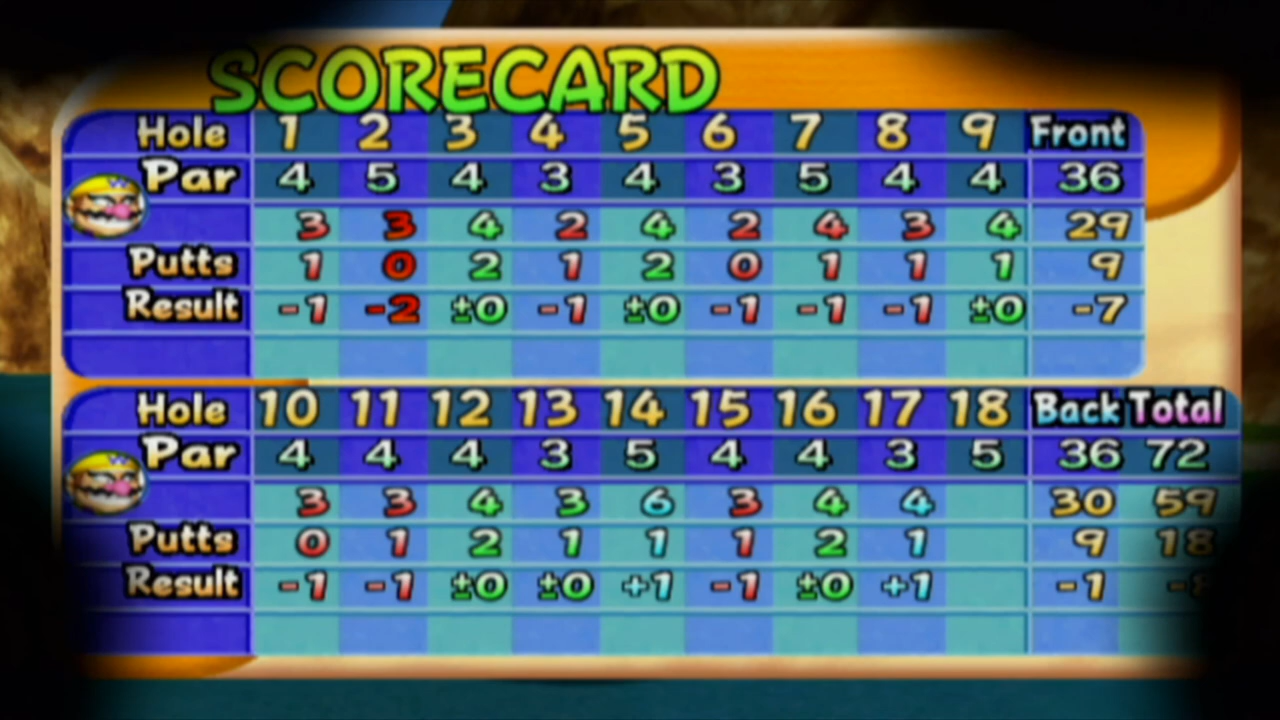 SCORECARD
Hole 1 2 3 4 5 6 7 8 9 Front
Par 4 5 4 3 4 3 5 4 4 36
3 3 4 2 4 2 4 3 4 29
Putts 1 0 2 1 2 0 1 1 1 9
Result -1 -2 ±0 -1 ±0 -1 -1 -1 ±0 -7
Hole 10 11 12 13 14 15 16 17 18 Back Total
Par 4 4 4 3 5 4 4 3 5 36 72
3 3 4 3 6 3 4 4 30 59
Putts 0 1 2 1 1 1 2 1 9 18
Result -1 -1 ±0 ±0 +1 -1 ±0 +1 -1